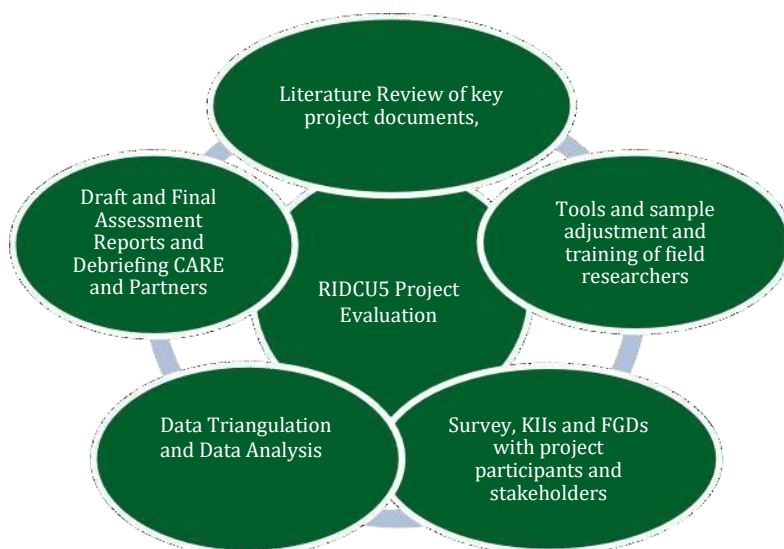 Literature Review of key
project documents,
Tools and sample
adjustment and
training of field
researchers
Survey, KIIs and FGDs
with project
participants and
stakeholders
Data Triangulation
and Data Analysis
Draft and Final
Assessment
Reports and
Debriefing CARE
and Partners
RIDCU5 Project
Evaluation